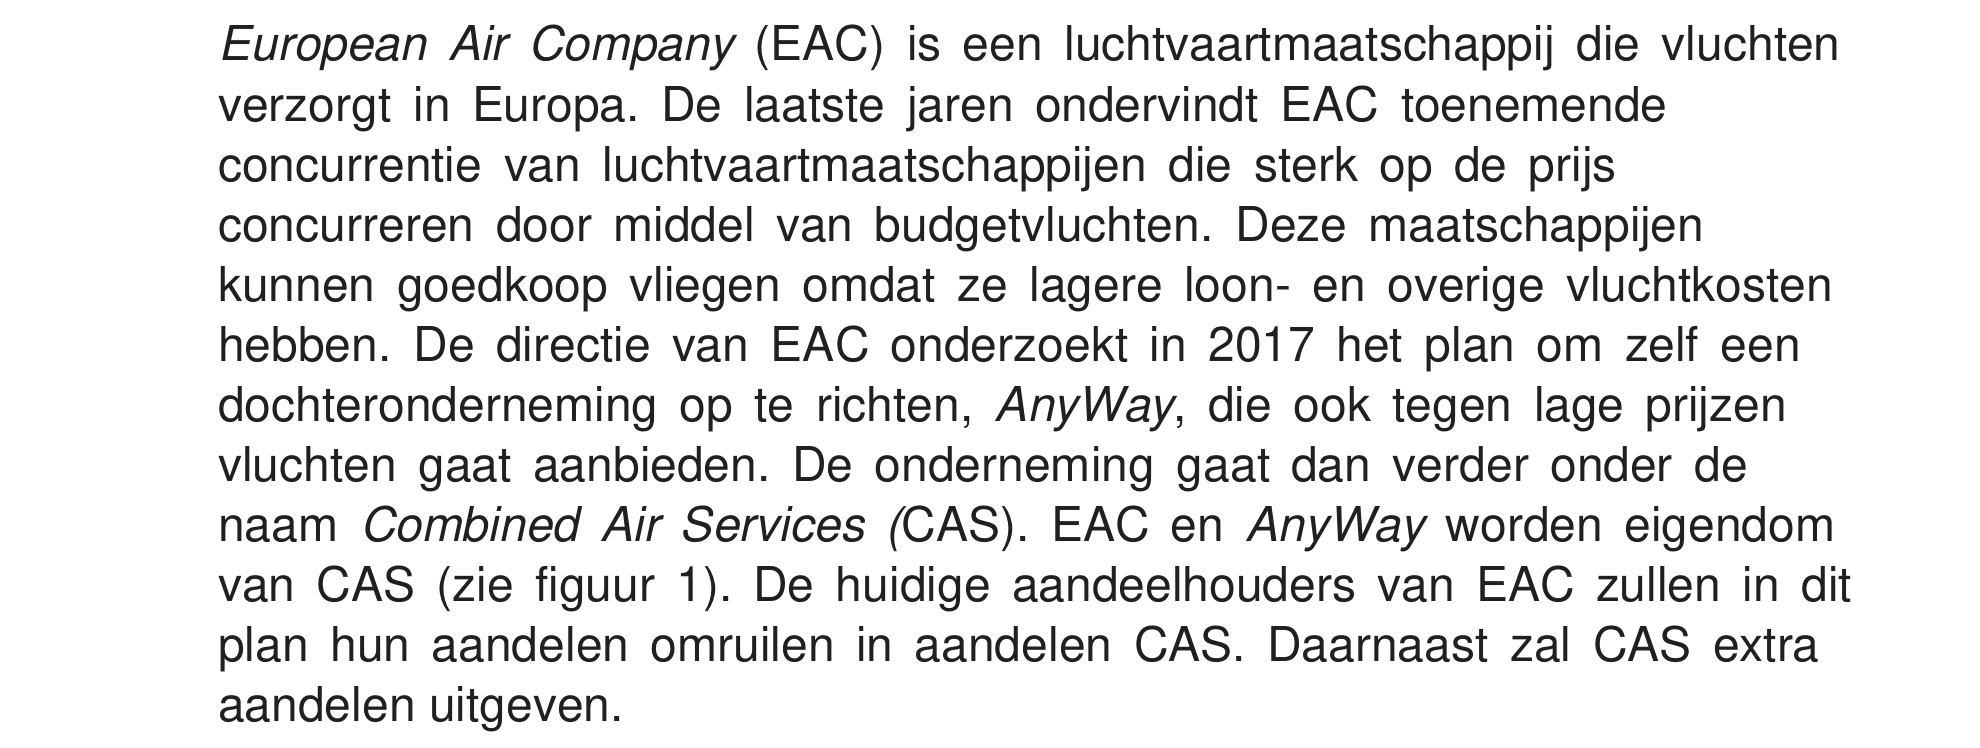 European Air Company (EAC) is een luchtvaartmaatschappij die vluchten
verzorgt in Europa. De laatste jaren ondervindt EAC toenemende
concurrentie van luchtvaartmaatschappijen die sterk op de prijs
concurreren door middel van budgetvluchten. Deze maatschappijen
kunnen goedkoop vliegen omdat ze lagere loon- en overige vluchtkosten
hebben. De directie van EAC onderzoekt in 2017 het plan om zelf een
dochteronderneming op te richten, AnyWay, die ook tegen lage prijzen
vluchten gaat aanbieden. De onderneming gaat dan verder onder de
naam Combined Air Services (CAS). EAC en AnyWay worden eigendom
van CAS (zie figuur 1). De huidige aandeelhouders van EAC zullen in dit
plan hun aandelen omruilen in aandelen CAS. Daarnaast zal CAS extra
aandelen uitgeven.